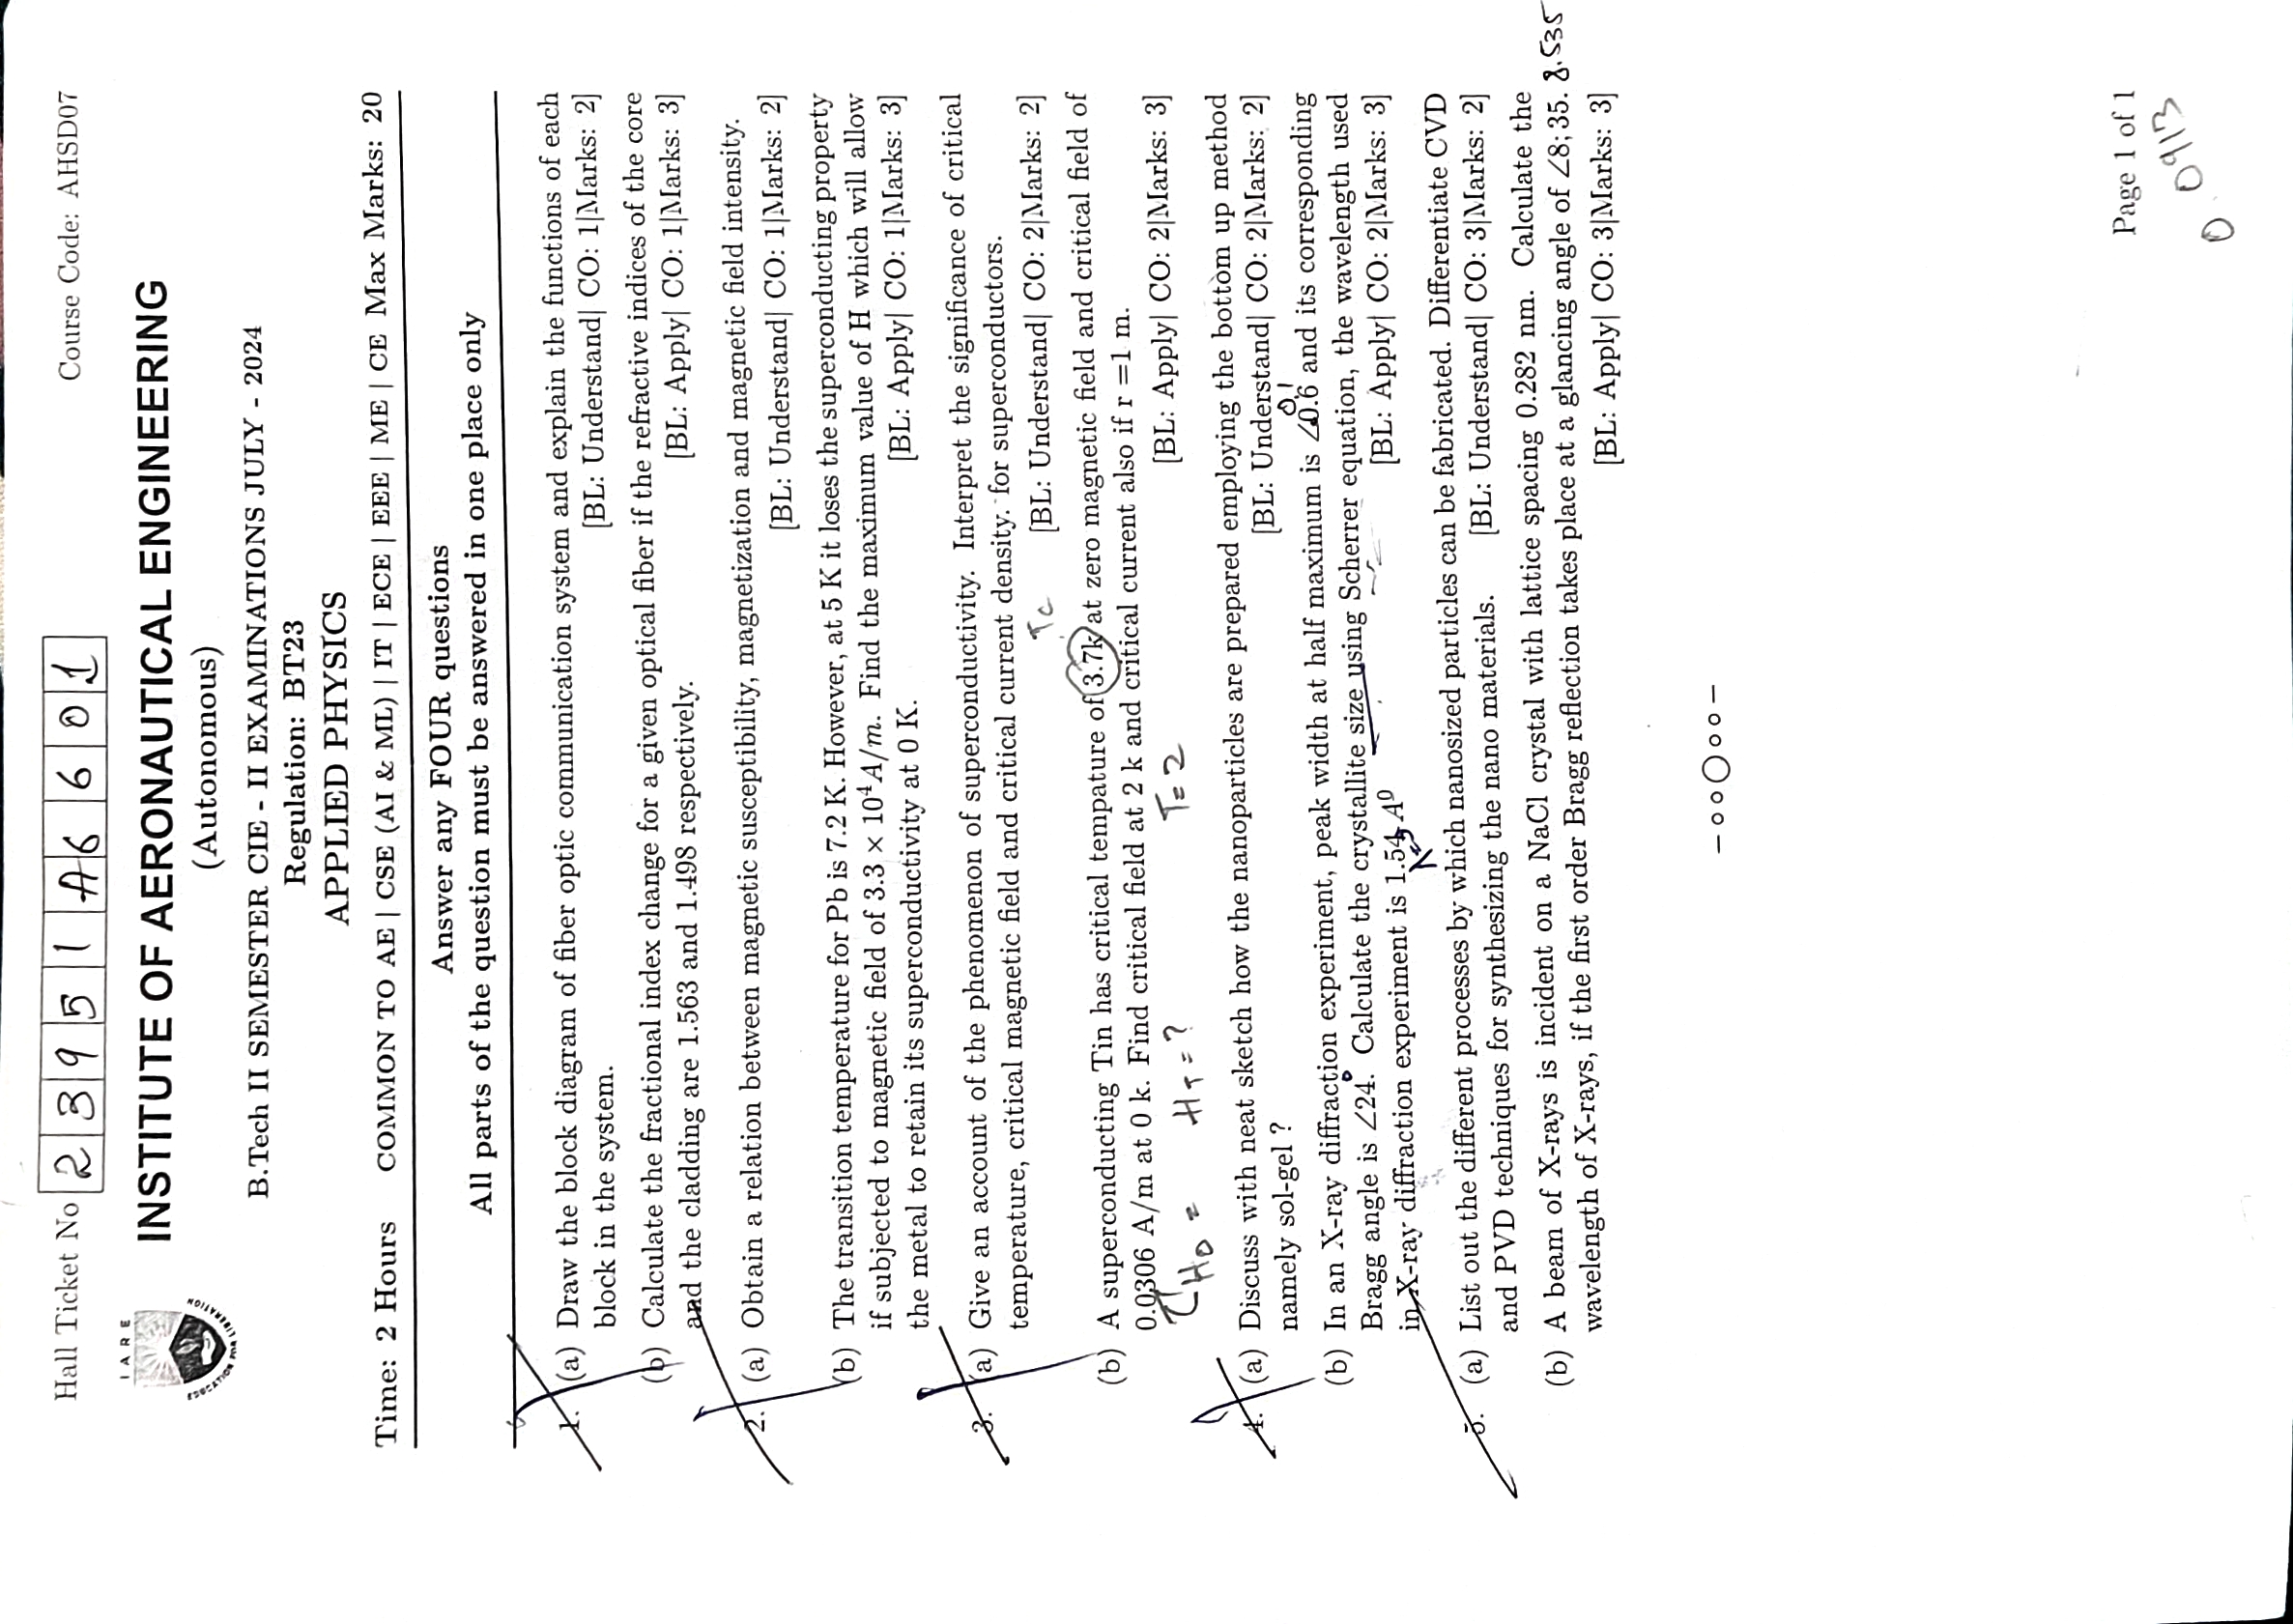 Hall Ticket No 2 3 9 5 1 A 6 6 0 1 Course Code: AHSD07
I A R E
EDUCATION FOR LIBERATION
INSTITUTE OF AERONAUTICAL ENGINEERING
(Autonomous)
B.Tech II SEMESTER CIE - II EXAMINATIONS JULY - 2024
Regulation: BT23
APPLIED PHYSICS
Time: 2 Hours COMMON TO AE | CSE (AI & ML) | IT | ECE | EEE | ME | CE Max Marks: 20
Answer any FOUR questions
All parts of the question must be answered in one place only
1. (a) Draw the block diagram of fiber optic communication system and explain the functions of each
block in the system. [BL: Understand| CO: 1|Marks: 2]
(b) Calculate the fractional index change for a given optical fiber if the refractive indices of the core
and the cladding are 1.563 and 1.498 respectively. [BL: Apply| CO: 1|Marks: 3]
2. (a) Obtain a relation between magnetic susceptibility, magnetization and magnetic field intensity.
[BL: Understand| CO: 1|Marks: 2]
(b) The transition temperature for Pb is 7.2 K. However, at 5 K it loses the superconducting property
if subjected to magnetic field of 3.3 × 10⁴A/m. Find the maximum value of H which will allow
the metal to retain its superconductivity at 0 K. [BL: Apply| CO: 1|Marks: 3]
3. (a) Give an account of the phenomenon of superconductivity. Interpret the significance of critical
temperature, critical magnetic field and critical current density. for superconductors.
Tc [BL: Understand| CO: 2|Marks: 2]
(b) A superconducting Tin has critical tempature of 3.7k at zero magnetic field and critical field of
0.0306 A/m at 0 k. Find critical field at 2 k and critical current also if r =1 m.
H0 = HT = ? T= 2 [BL: Apply| CO: 2|Marks: 3]
4. (a) Discuss with neat sketch how the nanoparticles are prepared employing the bottom up method
namely sol-gel ? [BL: Understand| CO: 2|Marks: 2]
0.1
(b) In an X-ray diffraction experiment, peak width at half maximum is ∠0.6 and its corresponding
Bragg angle is ∠24°. Calculate the crystallite size using Scherrer equation, the wavelength used
in X-ray diffraction experiment is 1.54 A⁰ [BL: Apply| CO: 2|Marks: 3]
5. (a) List out the different processes by which nanosized particles can be fabricated. Differentiate CVD
and PVD techniques for synthesizing the nano materials. [BL: Understand| CO: 3|Marks: 2]
(b) A beam of X-rays is incident on a NaCl crystal with lattice spacing 0.282 nm. Calculate the
wavelength of X-rays, if the first order Bragg reflection takes place at a glancing angle of ∠8; 35. 8.535
[BL: Apply| CO: 3|Marks: 3]
Page 1 of 1
0.0913